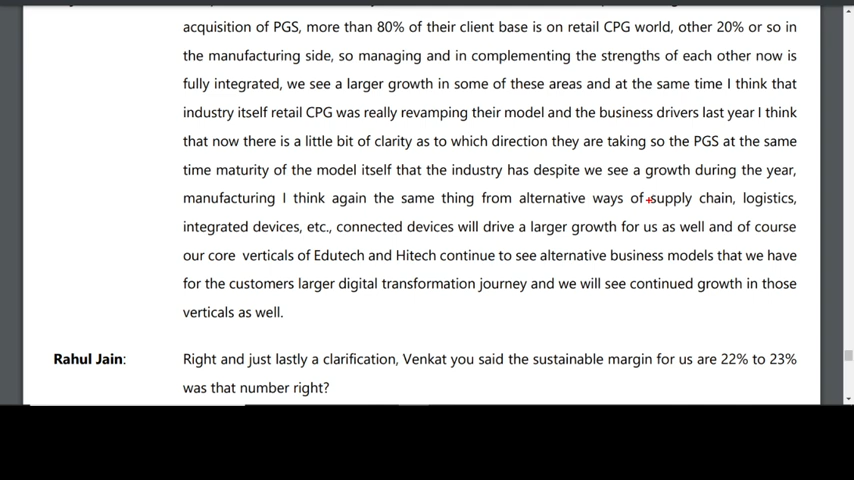 acquisition of PGS, more than 80% of their client base is on retail CPG world, other 20% or so in
the manufacturing side, so managing and in complementing the strengths of each other now is
fully integrated, we see a larger growth in some of these areas and at the same time I think that
industry itself retail CPG was really revamping their model and the business drivers last year I think
that now there is a little bit of clarity as to which direction they are taking so the PGS at the same
time maturity of the model itself that the industry has despite we see a growth during the year,
manufacturing I think again the same thing from alternative ways of supply chain, logistics,
integrated devices, etc., connected devices will drive a larger growth for us as well and of course
our core verticals of Edutech and Hitech continue to see alternative business models that we have
for the customers larger digital transformation journey and we will see continued growth in those
verticals as well.
Rahul Jain: Right and just lastly a clarification, Venkat you said the sustainable margin for us are 22% to 23%
was that number right?